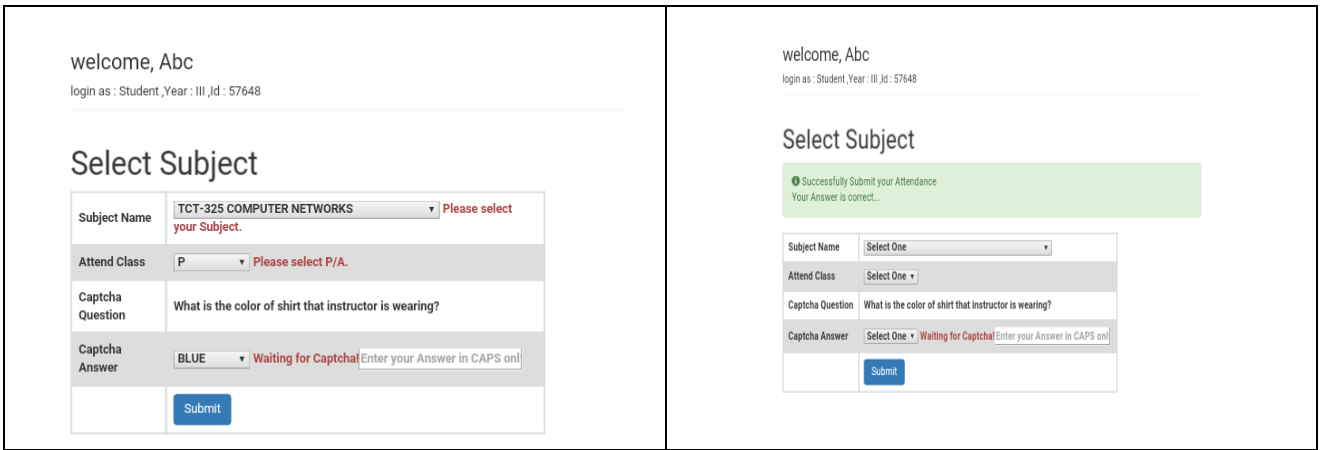 welcome, Abc
login as : Student ,Year : III ,Id : 57648
Select Subject
Subject Name TCT-325 COMPUTER NETWORKS Please select
your Subject.
Attend Class P Please select P/A.
Captcha
Question
What is the color of shirt that instructor is wearing?
Captcha
Answer
BLUE Waiting for Captcha! Enter your Answer in CAPS onl
Submit
welcome, Abc
login as : Student ,Year : III ,Id : 57648
Select Subject
Successfully Submit your Attendance
Your Answer is correct...
Subject Name Select One
Attend Class Select One
Captcha Question What is the color of shirt that instructor is wearing?
Captcha Answer Select One Waiting for Captcha! Enter your Answer in CAPS onl
Submit